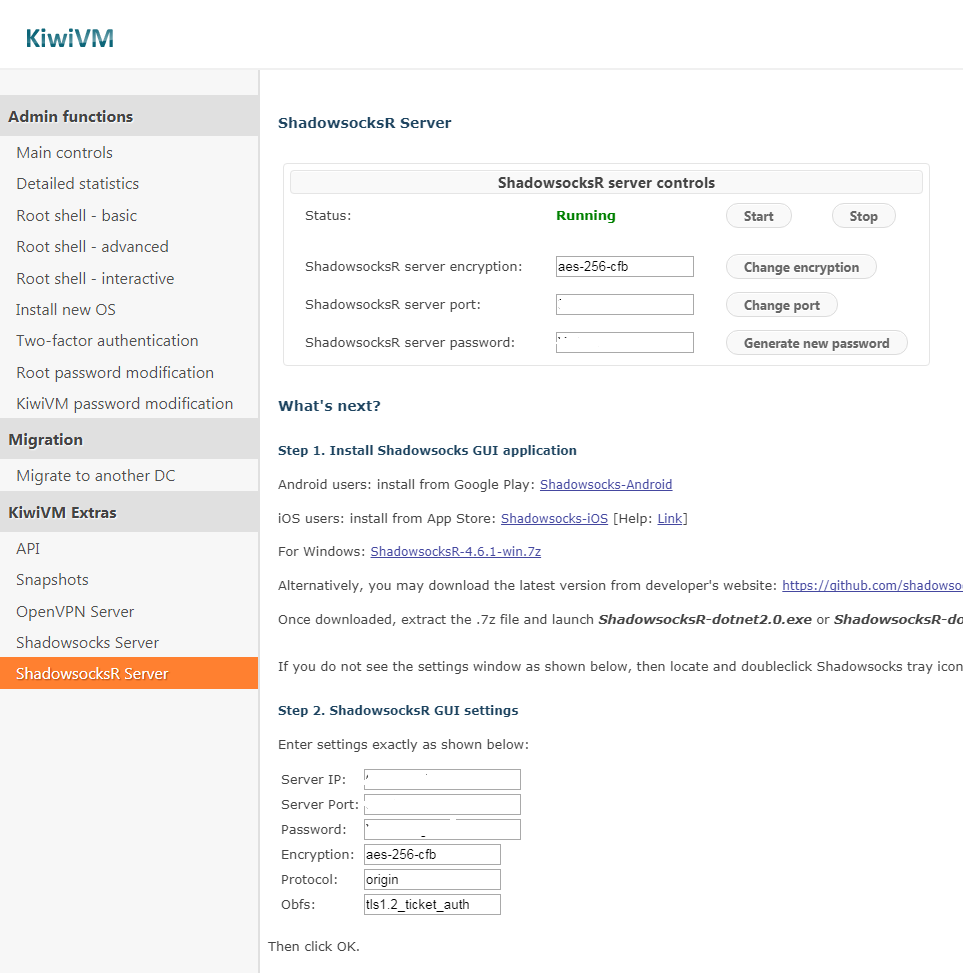 KiwiVM
Admin functions
Main controls
Detailed statistics
Root shell - basic
Root shell - advanced
Root shell - interactive
Install new OS
Two-factor authentication
Root password modification
KiwiVM password modification
Migration
Migrate to another DC
KiwiVM Extras
API
Snapshots
OpenVPN Server
Shadowsocks Server
ShadowsocksR Server
ShadowsocksR Server
ShadowsocksR server controls
Status: Running Start Stop
ShadowsocksR server encryption: aes-256-cfb Change encryption
ShadowsocksR server port: Change port
ShadowsocksR server password: Generate new password
What's next?
Step 1. Install Shadowsocks GUI application
Android users: install from Google Play: Shadowsocks-Android
iOS users: install from App Store: Shadowsocks-iOS [Help: Link]
For Windows: ShadowsocksR-4.6.1-win.7z
Alternatively, you may download the latest version from developer's website: https://github.com/shadowso
Once downloaded, extract the .7z file and launch ShadowsocksR-dotnet2.0.exe or ShadowsocksR-do
If you do not see the settings window as shown below, then locate and doubleclick Shadowsocks tray icon
Step 2. ShadowsocksR GUI settings
Enter settings exactly as shown below:
Server IP:
Server Port:
Password:
Encryption: aes-256-cfb
Protocol: origin
Obfs: tls1.2_ticket_auth
Then click OK.